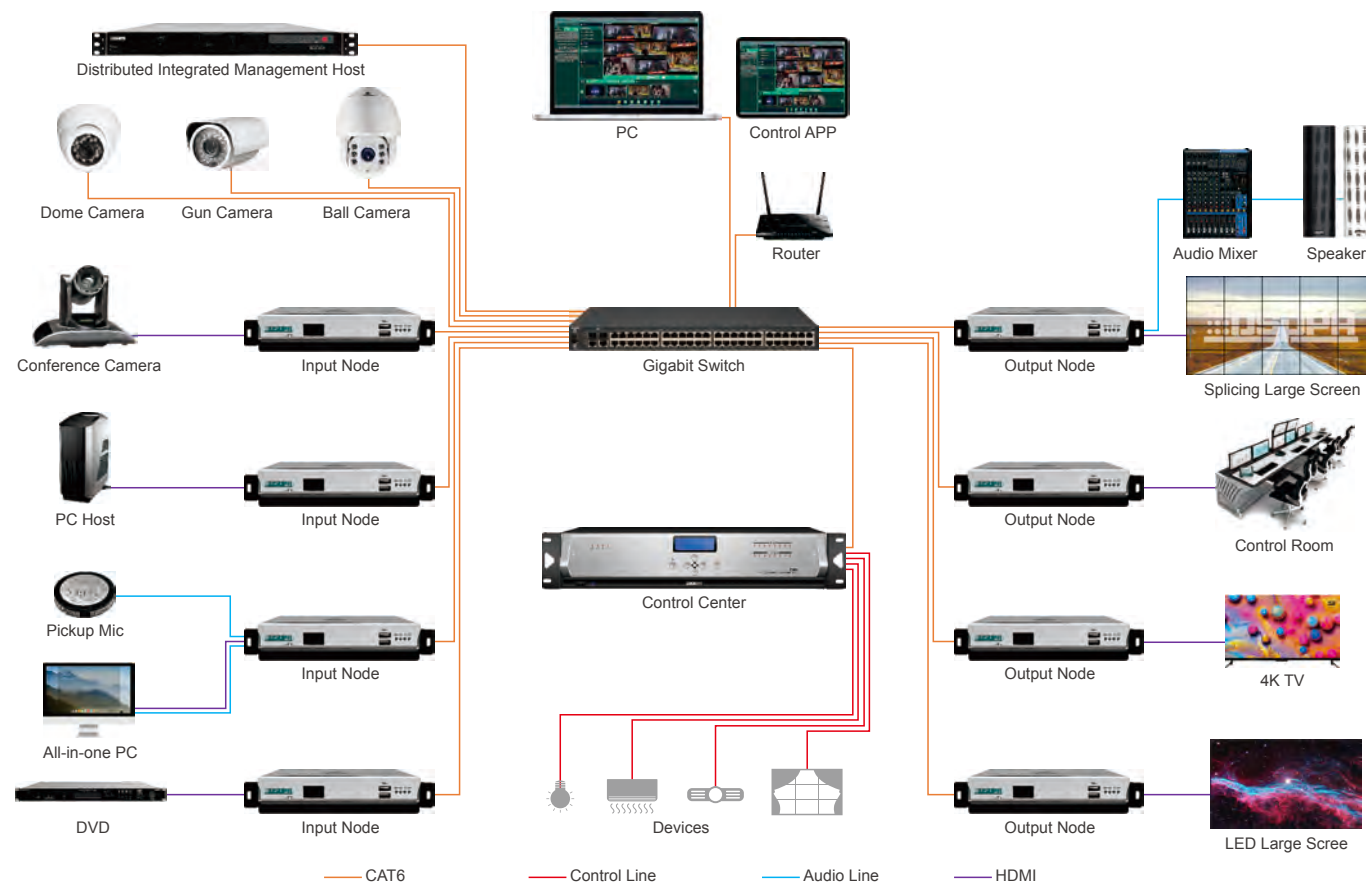 Distributed Integrated Management Host
PC
Control APP
Dome Camera
Gun Camera
Ball Camera
Router
Audio Mixer
Speaker
Conference Camera
Input Node
Gigabit Switch
Output Node
DSPPA
Splicing Large Screen
PC Host
Input Node
Output Node
Control Room
Control Center
Pickup Mic
Input Node
Output Node
4K TV
All-in-one PC
DVD
Input Node
Devices
Output Node
LED Large Scree
CAT6
Control Line
Audio Line
HDMI